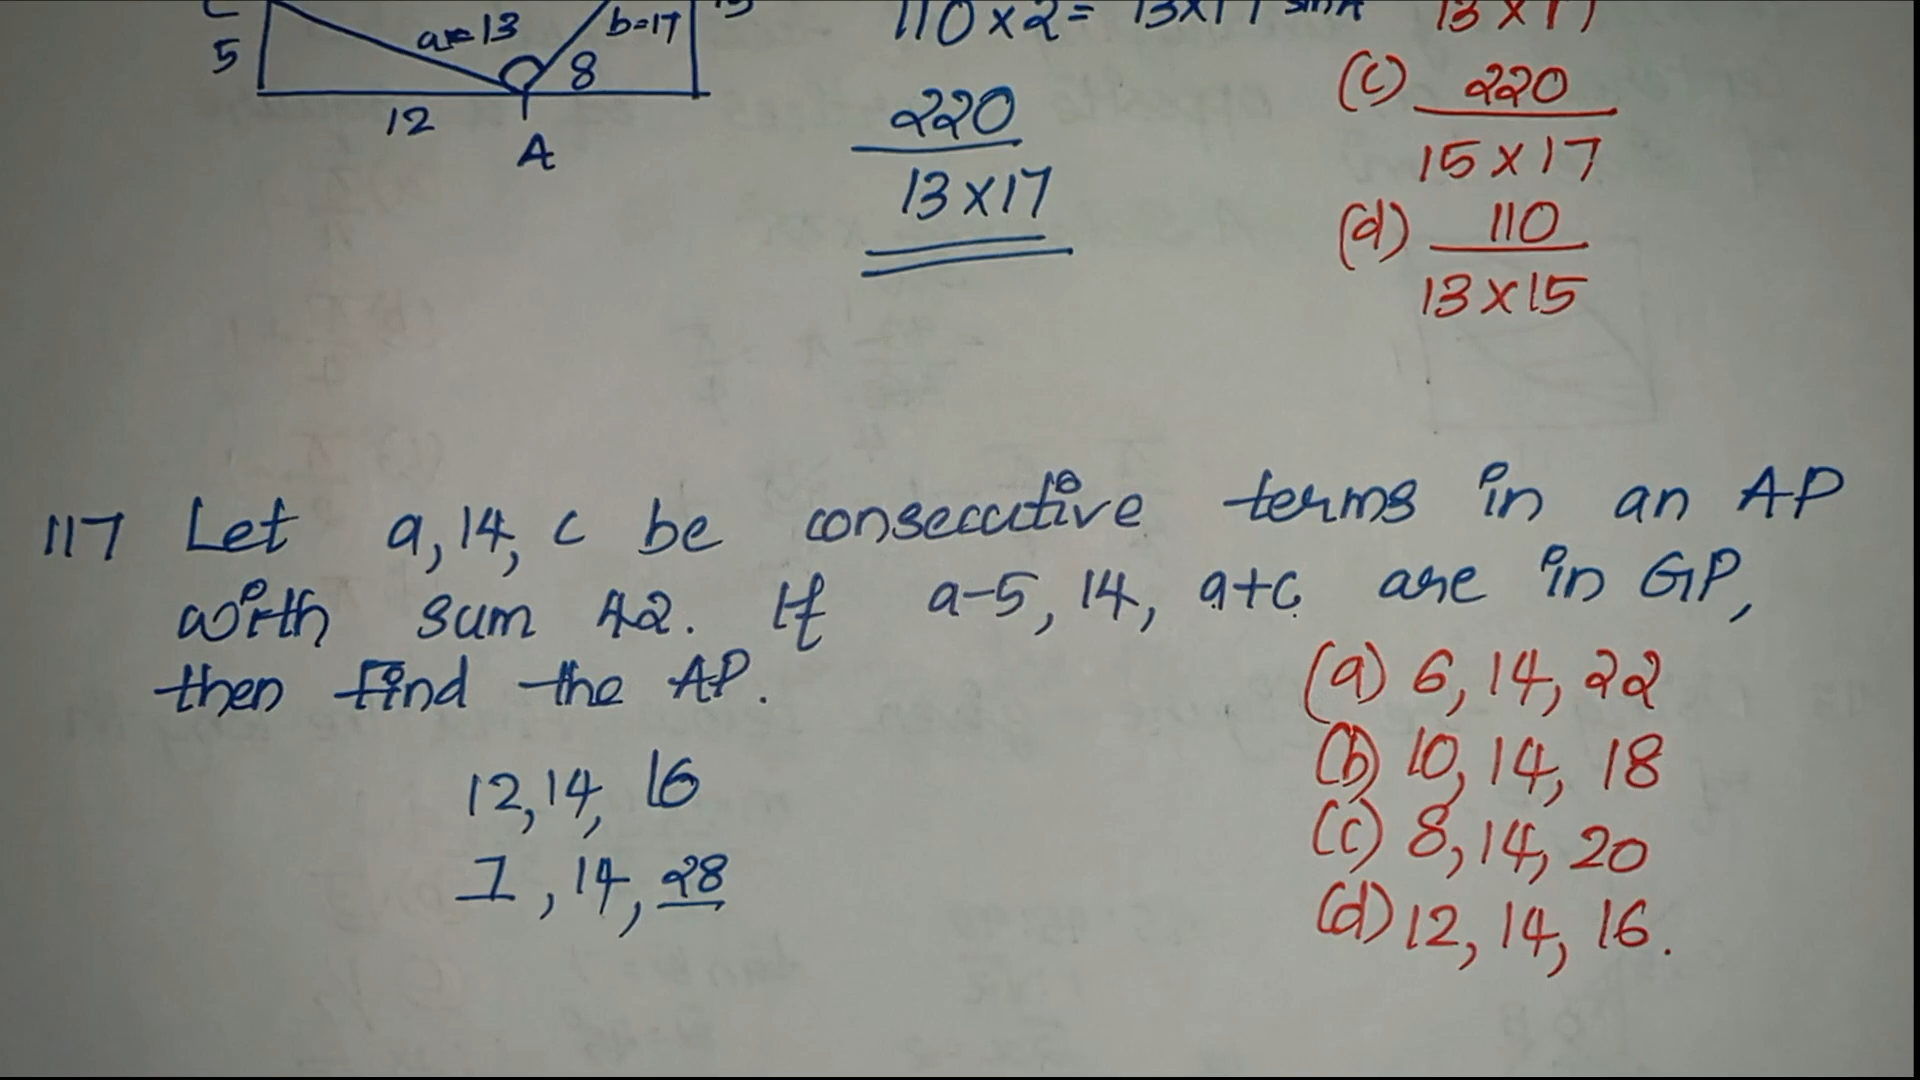 5
a=13
b=17
8
12
A
110 x 2 = 13x17 sin A
220
13 x 17
13 x 17
(c) 220
15 x 17
(d) 110
13 x 15
117 Let a, 14, c be consecutive terms in an AP
with sum 42. If a-5, 14, a+c are in GP,
then find the AP.
12, 14, 16
7, 14, 28
(a) 6, 14, 22
(b) 10, 14, 18
(c) 8, 14, 20
(d) 12, 14, 16.